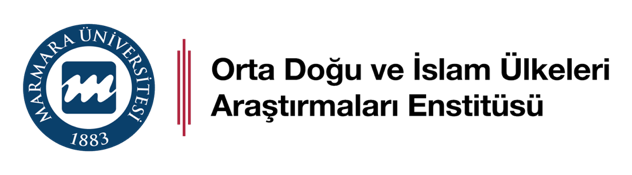 MARMARA ÜNİVERSİTESİ
m
1883
Orta Doğu ve İslam Ülkeleri
Araştırmaları Enstitüsü